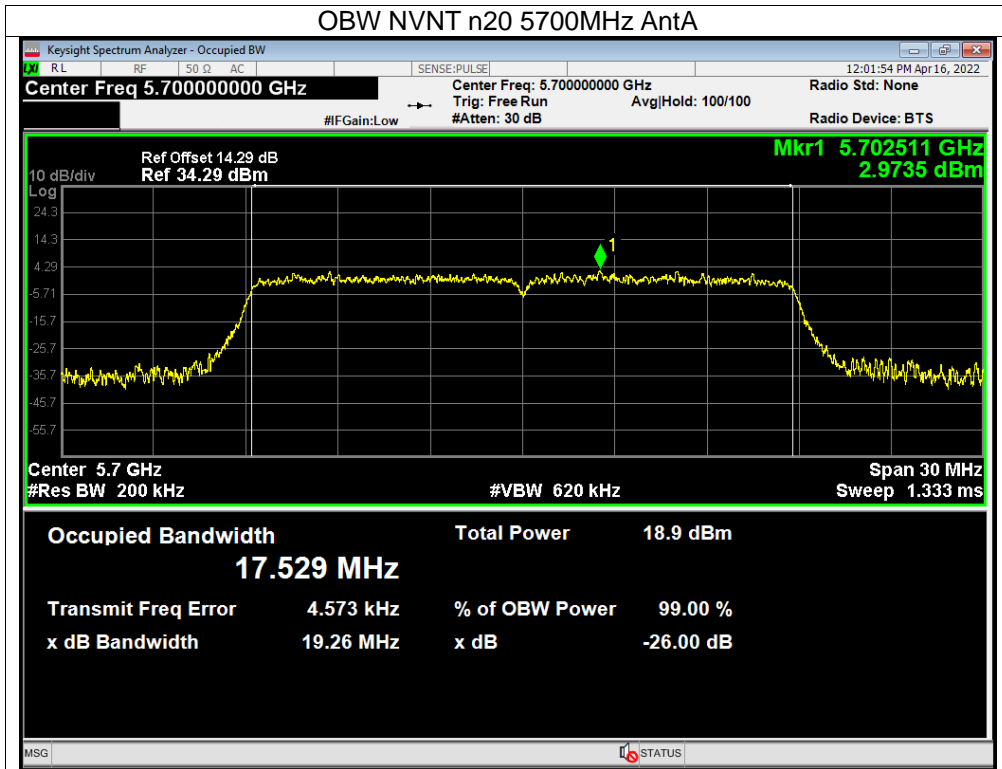 OBW NVNT n20 5700MHz AntA
Keysight Spectrum Analyzer - Occupied BW
LXI RL RF 50 Ω AC SENSE:PULSE 12:01:54 PM Apr 16, 2022
Center Freq 5.700000000 GHz Center Freq: 5.700000000 GHz Radio Std: None
Trig: Free Run Avg|Hold: 100/100
#IFGain:Low #Atten: 30 dB Radio Device: BTS
Mkr1 5.702511 GHz
Ref Offset 14.29 dB
10 dB/div Ref 34.29 dBm 2.9735 dBm
Log
24.3
1
14.3
4.29
-5.71
-15.7
-25.7
-35.7
-45.7
-55.7
Center 5.7 GHz Span 30 MHz
#Res BW 200 kHz #VBW 620 kHz Sweep 1.333 ms
Occupied Bandwidth Total Power 18.9 dBm
17.529 MHz
Transmit Freq Error 4.573 kHz % of OBW Power 99.00 %
x dB Bandwidth 19.26 MHz x dB -26.00 dB
MSG STATUS